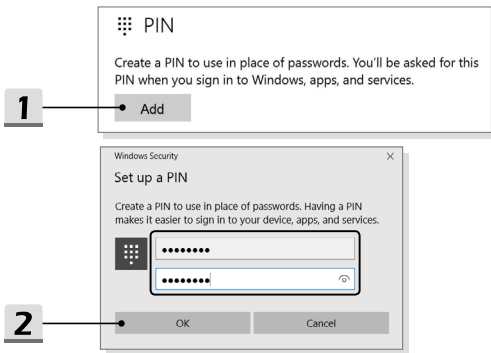 PIN
Create a PIN to use in place of passwords. You'll be asked for this
PIN when you sign in to Windows, apps, and services.
1
Add
Windows Security
Set up a PIN
Create a PIN to use in place of passwords. Having a PIN
makes it easier to sign in to your device, apps, and services.
••••••••
••••••••
2
OK Cancel